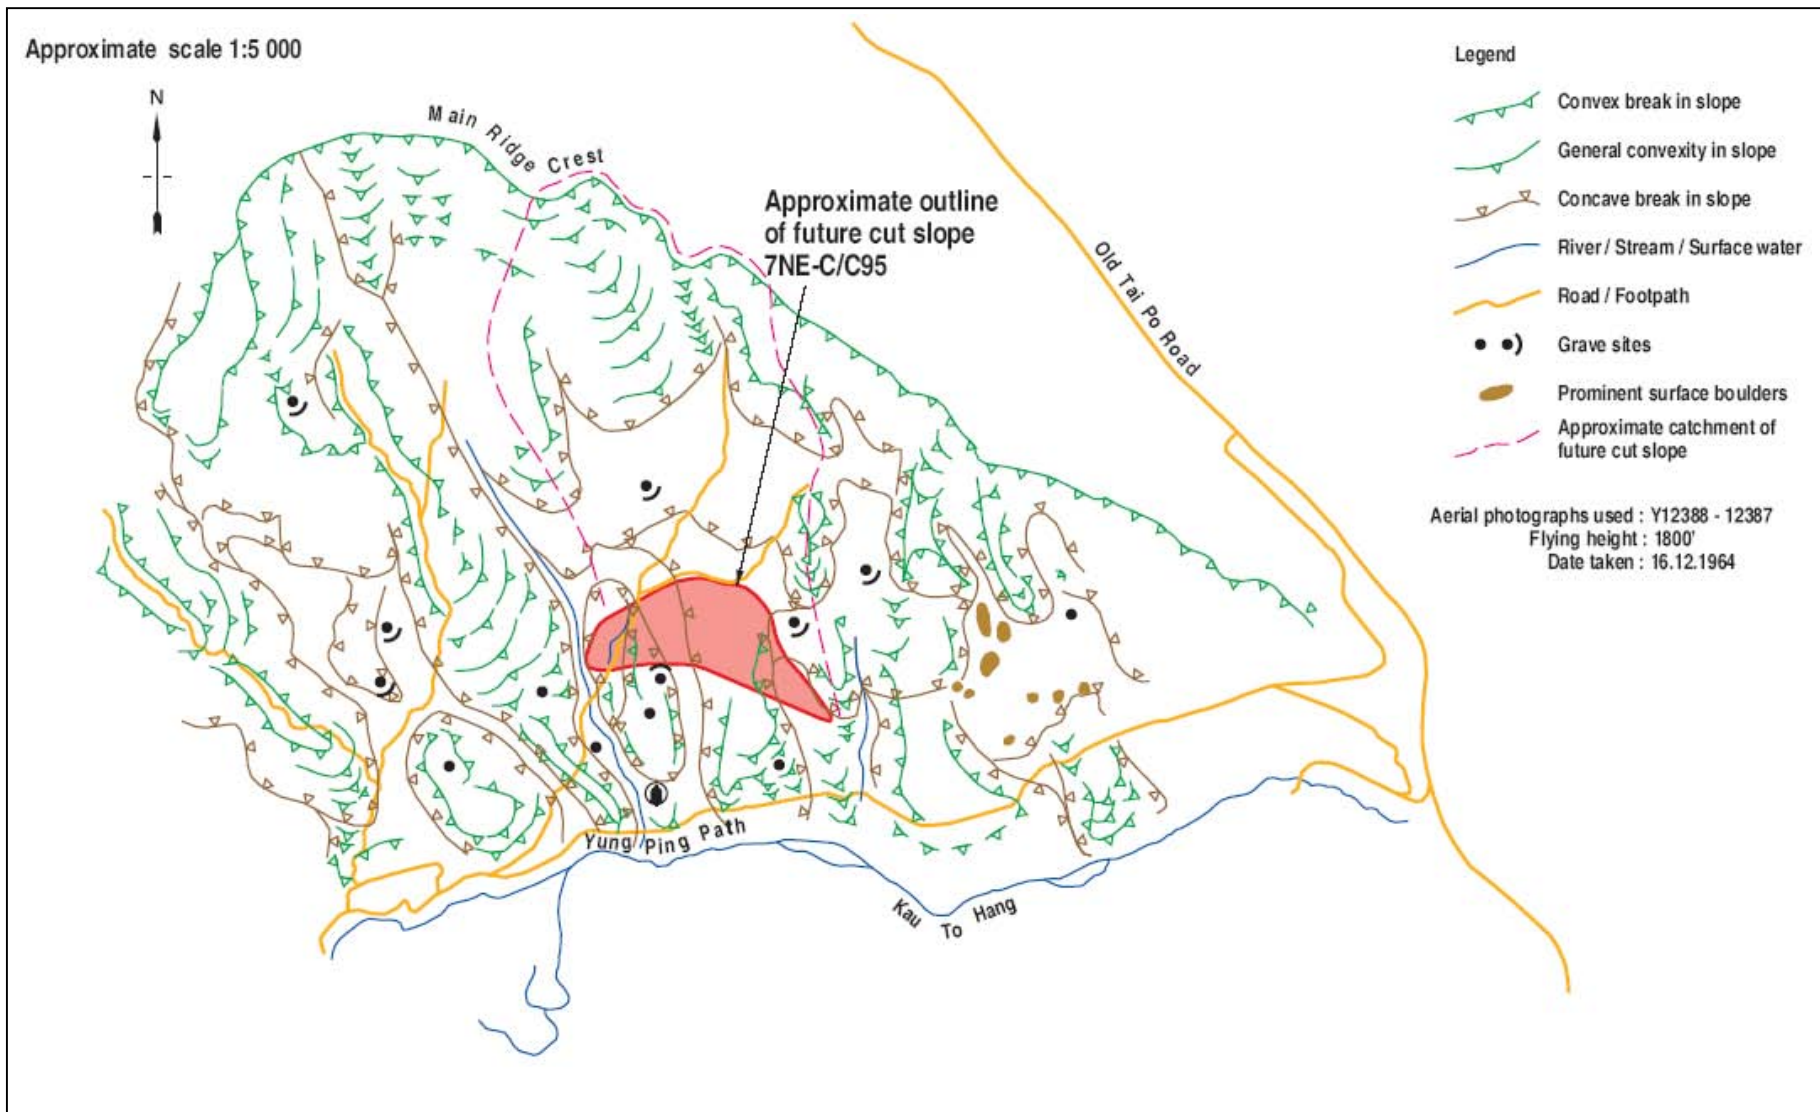 Approximate scale 1:5 000
N
Main Ridge Crest
Approximate outline
of future cut slope
7NE-C/C95
Old Tai Po Road
Legend
Convex break in slope
General convexity in slope
Concave break in slope
River / Stream / Surface water
Road / Footpath
Grave sites
Prominent surface boulders
Approximate catchment of
future cut slope
Aerial photographs used : Y12388 - 12387
Flying height : 1800'
Date taken : 16.12.1964
Yung Ping Path
Kau To Hang